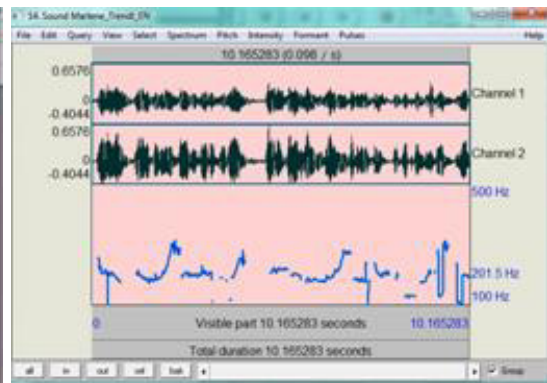 14. Sound Marlene_Trendl_EN
File Edit Query View Select Spectrum Pitch Intensity Formant Pulses Help
10.165283 (0.098 / s)
0.6576
0
-0.4044
Channel 1
0.6576
0
-0.4044
Channel 2
500 Hz
201.5 Hz
100 Hz
0 Visible part 10.165283 seconds 10.165283
Total duration 10.165283 seconds
all in out sel bak Group